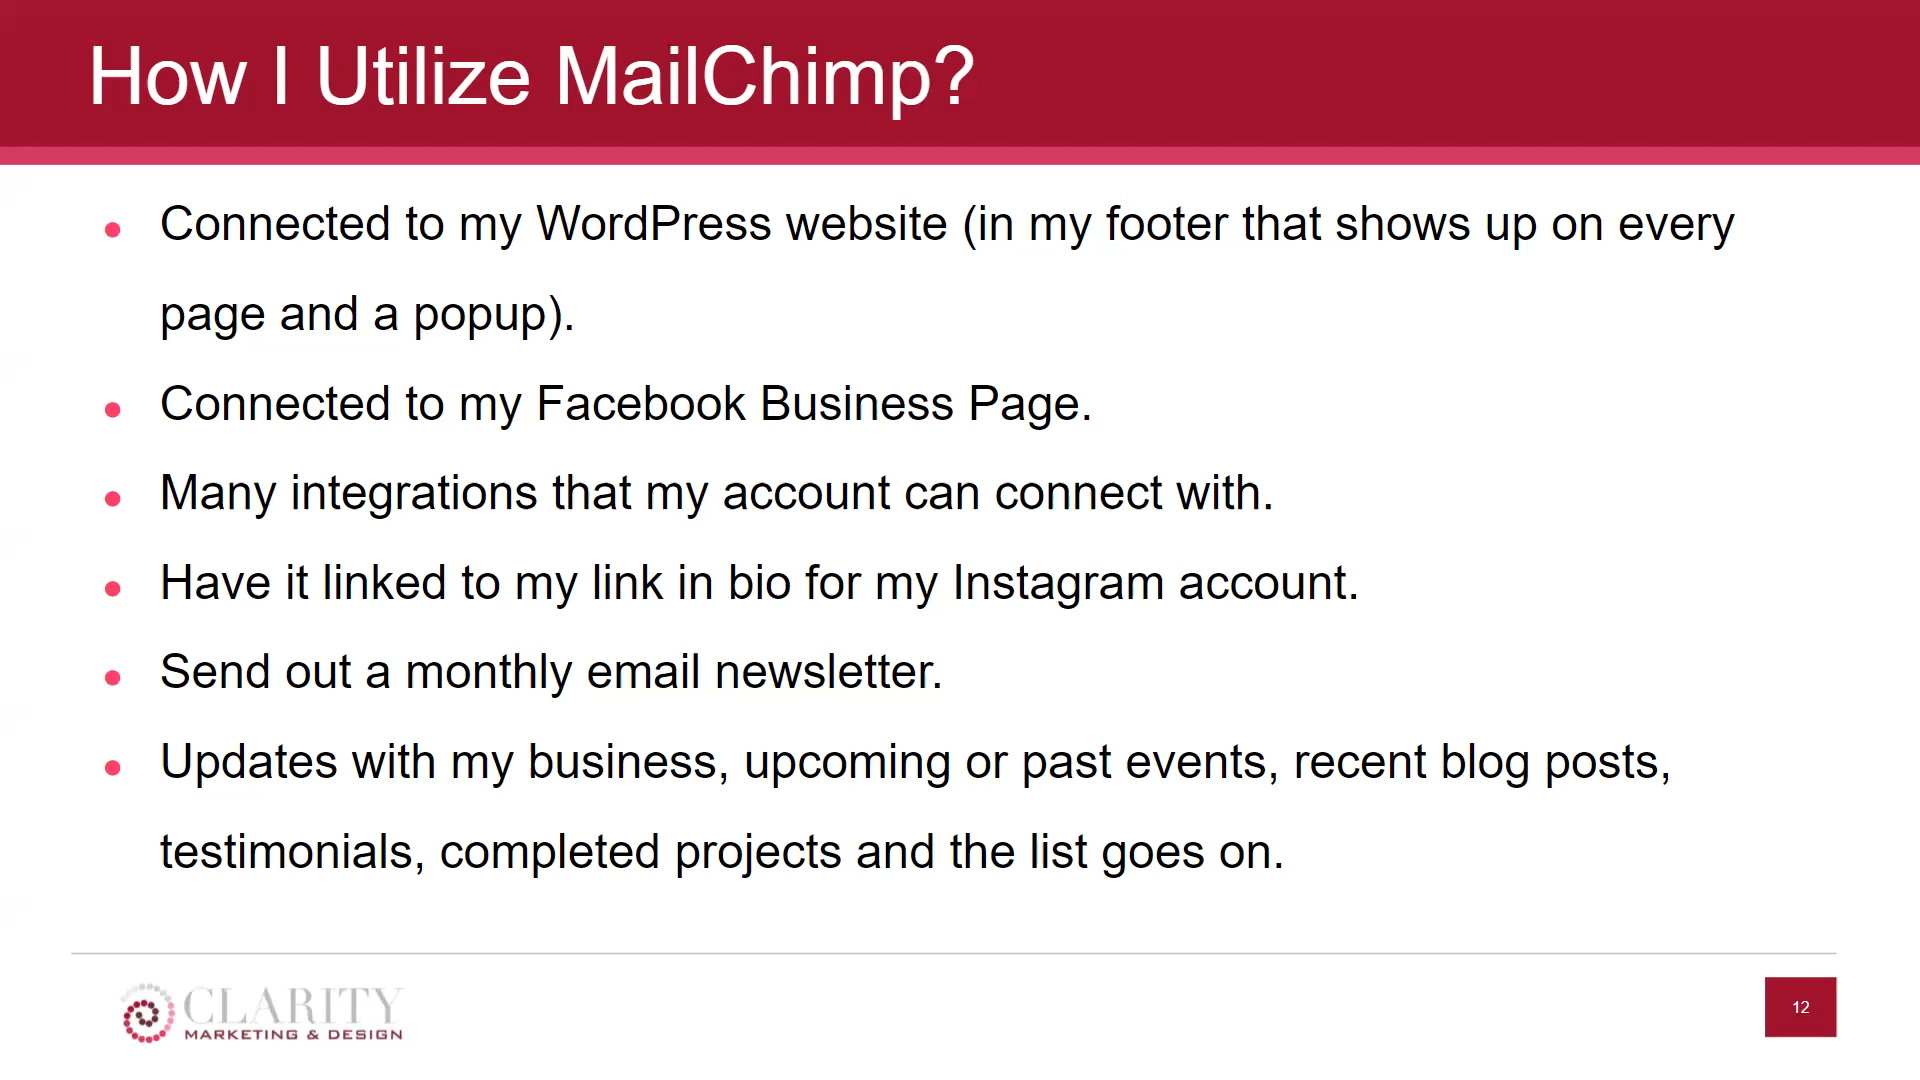 How I Utilize MailChimp?
Connected to my WordPress website (in my footer that shows up on every
page and a popup).
Connected to my Facebook Business Page.
Many integrations that my account can connect with.
Have it linked to my link in bio for my Instagram account.
Send out a monthly email newsletter.
Updates with my business, upcoming or past events, recent blog posts,
testimonials, completed projects and the list goes on.
CLARITY
MARKETING & DESIGN
12